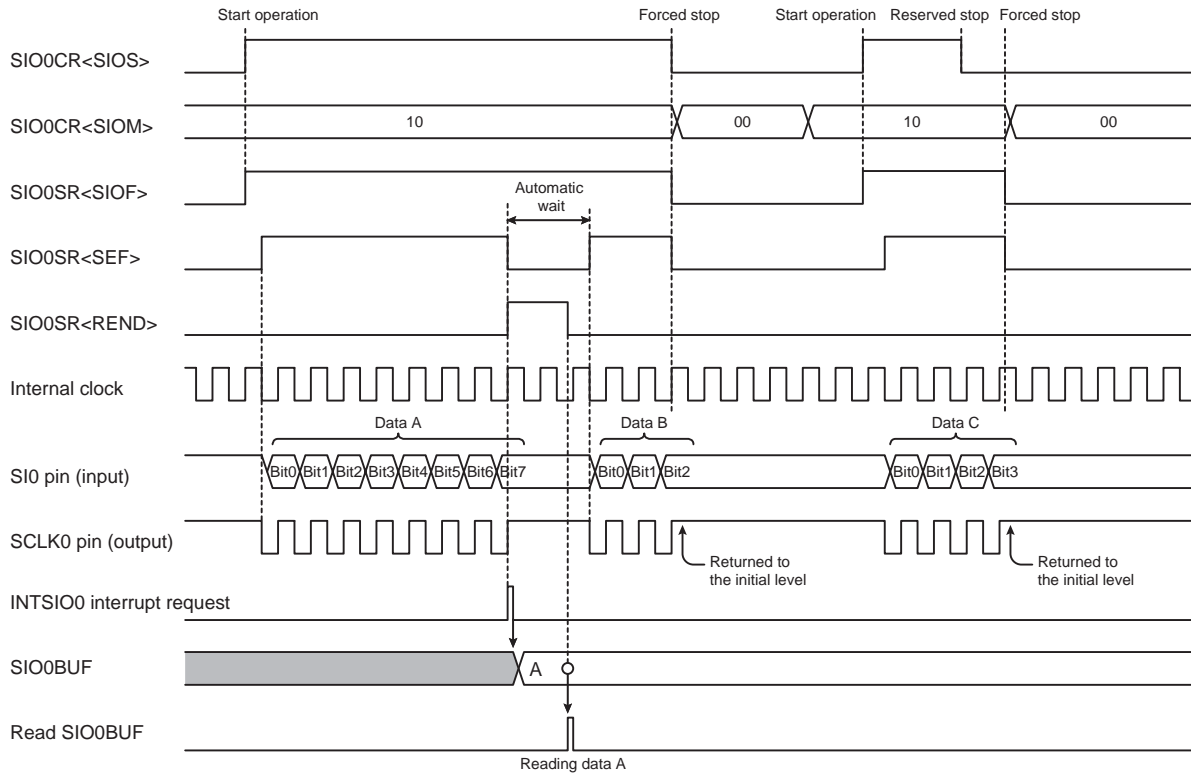 Start operation Forced stop Start operation Reserved stop Forced stop
SIO0CR<SIOS>
SIO0CR<SIOM> 10 00 10 00
SIO0SR<SIOF>
Automatic
wait
SIO0SR<SEF>
SIO0SR<REND>
Internal clock
Data A Data B Data C
SI0 pin (input) Bit0 Bit1 Bit2 Bit3 Bit4 Bit5 Bit6 Bit7 Bit0 Bit1 Bit2 Bit0 Bit1 Bit2 Bit3
SCLK0 pin (output)
Returned to Returned to
the initial level the initial level
INTSIO0 interrupt request
SIO0BUF A
Read SIO0BUF
Reading data A